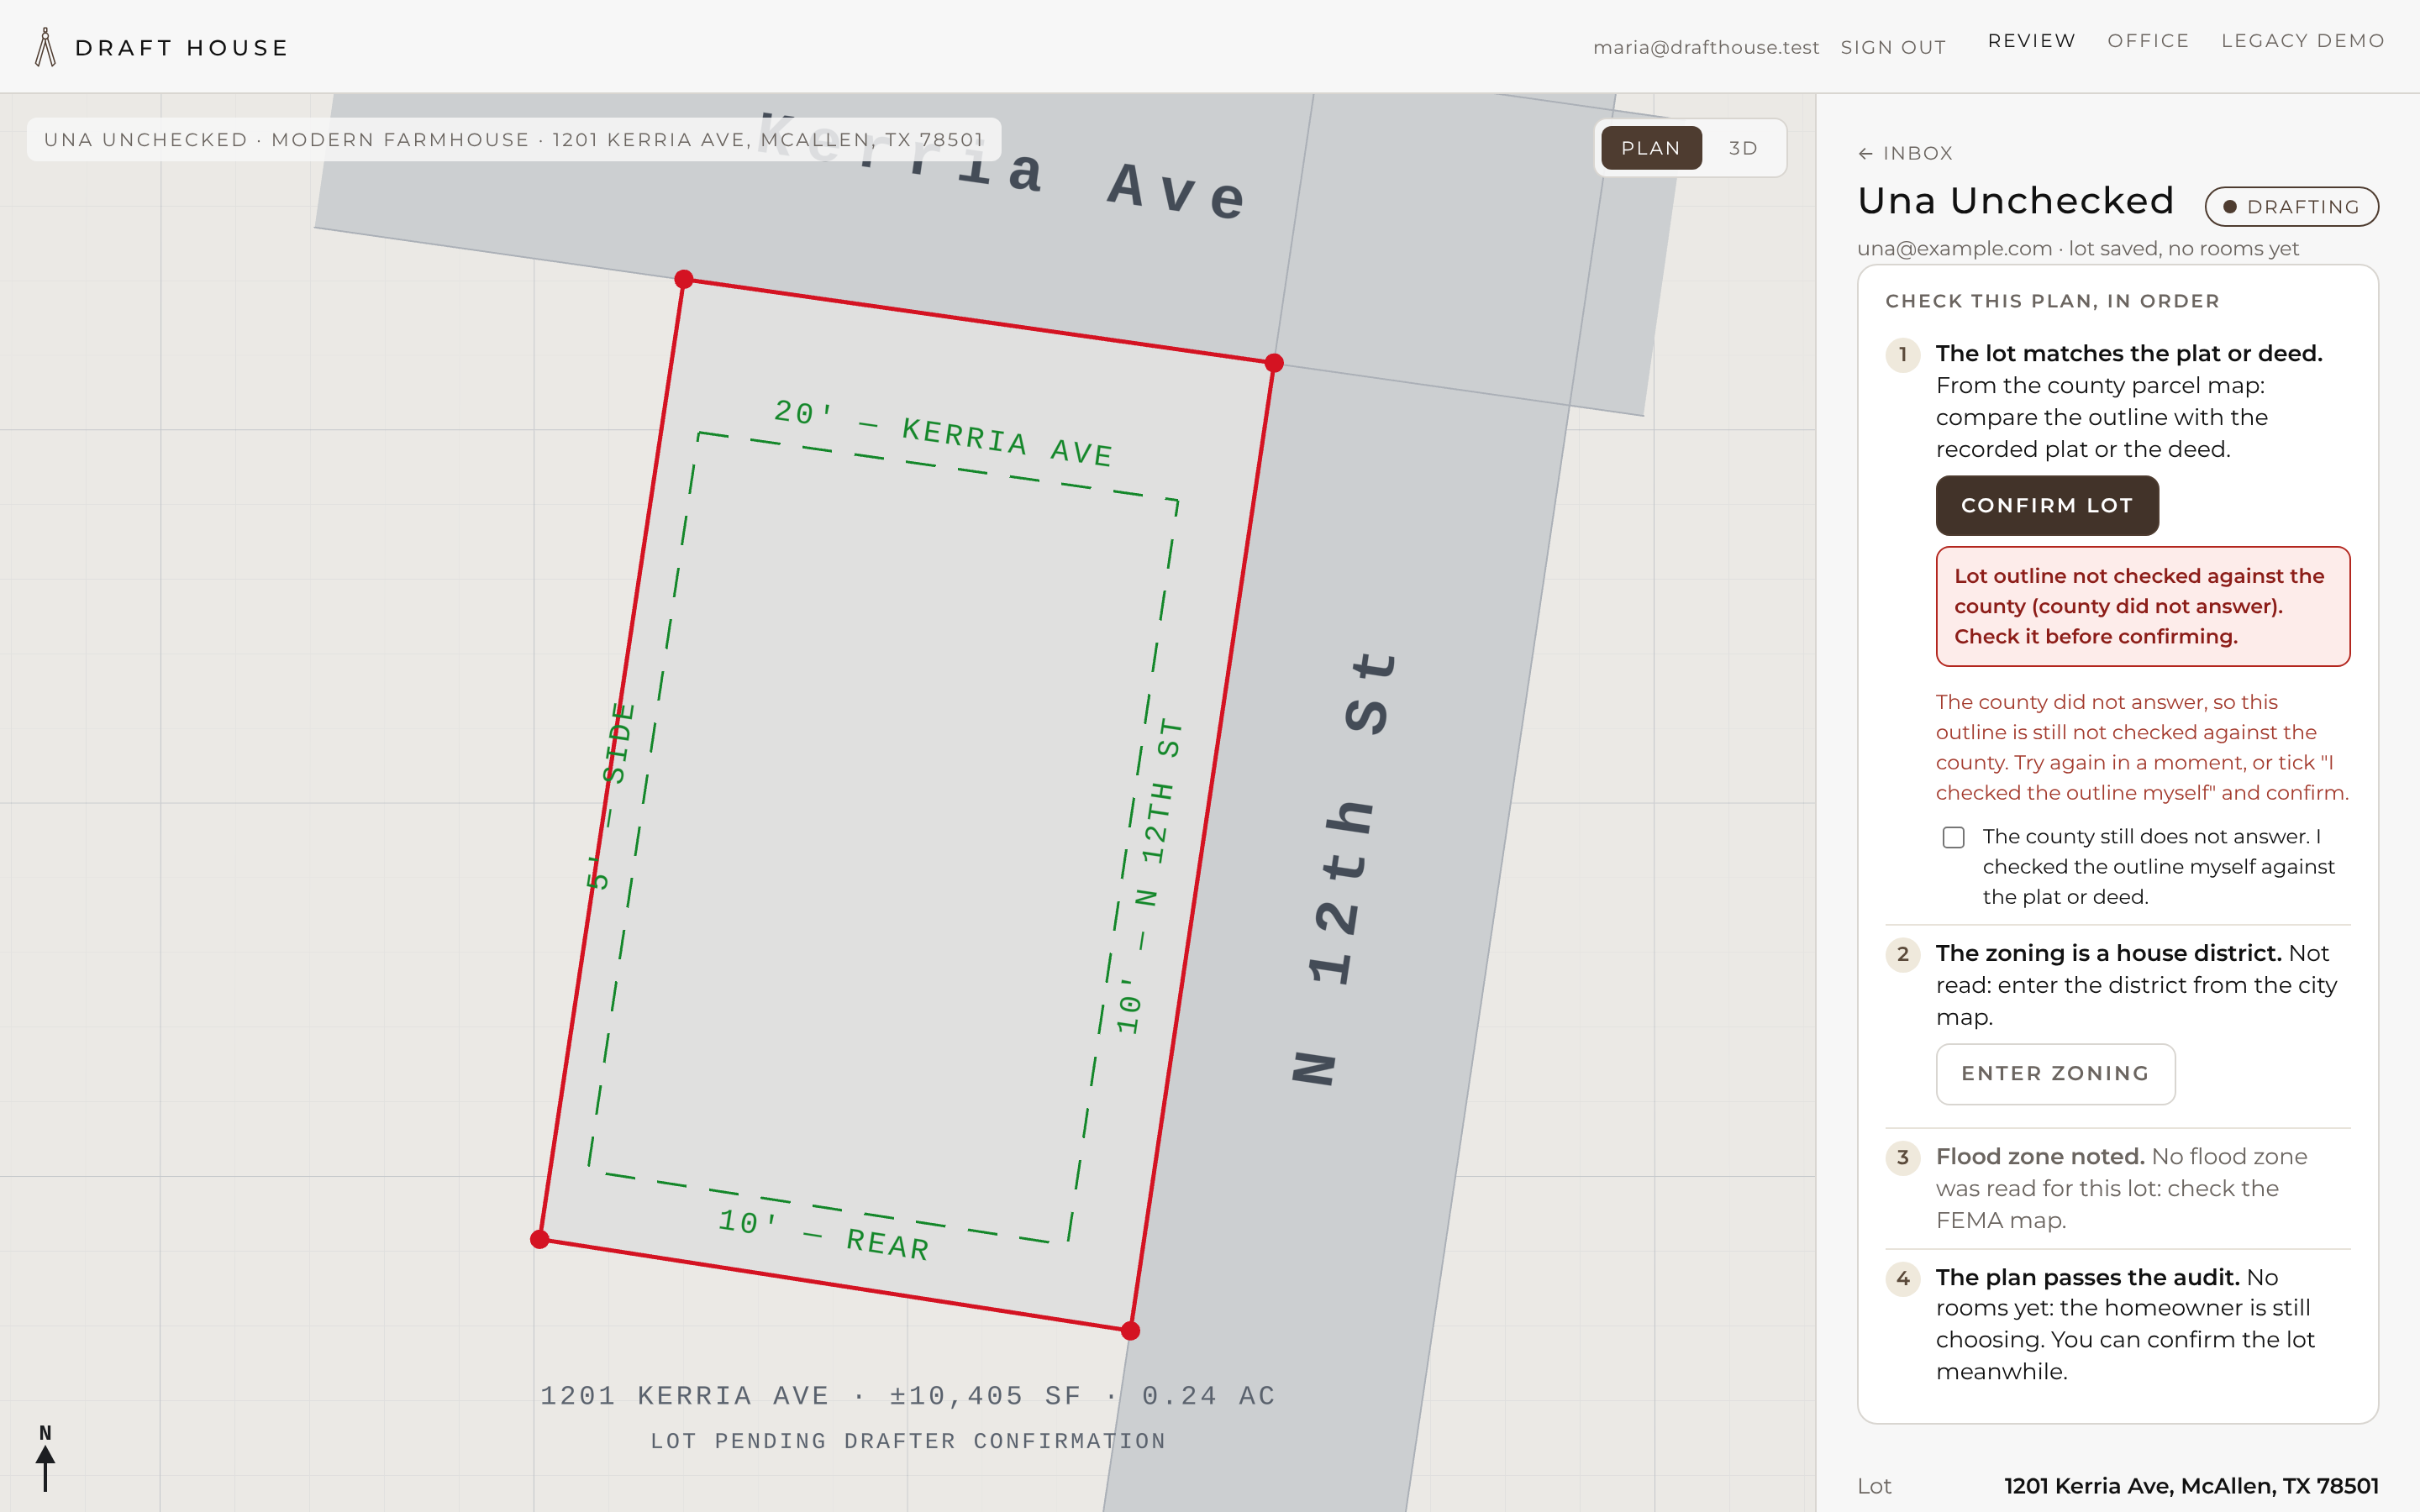 DRAFT HOUSE
maria@drafthouse.test SIGN OUT REVIEW OFFICE LEGACY DEMO
UNA UNCHECKED · MODERN FARMHOUSE · 1201 KERRIA AVE, MCALLEN, TX 78501
Kerria Ave
PLAN 3D
20' — KERRIA AVE
5' — SIDE
10' — N 12TH ST
N 12th St
10' — REAR
1201 KERRIA AVE · ±10,405 SF · 0.24 AC
LOT PENDING DRAFTER CONFIRMATION
N
← INBOX
Una Unchecked
DRAFTING
una@example.com · lot saved, no rooms yet
CHECK THIS PLAN, IN ORDER
1 The lot matches the plat or deed.
From the county parcel map:
compare the outline with the
recorded plat or the deed.
CONFIRM LOT
Lot outline not checked against the
county (county did not answer).
Check it before confirming.
The county did not answer, so this
outline is still not checked against the
county. Try again in a moment, or tick "I
checked the outline myself" and confirm.
The county still does not answer. I
checked the outline myself against
the plat or deed.
2 The zoning is a house district. Not
read: enter the district from the city
map.
ENTER ZONING
3 Flood zone noted. No flood zone
was read for this lot: check the
FEMA map.
4 The plan passes the audit. No
rooms yet: the homeowner is still
choosing. You can confirm the lot
meanwhile.
Lot 1201 Kerria Ave, McAllen, TX 78501